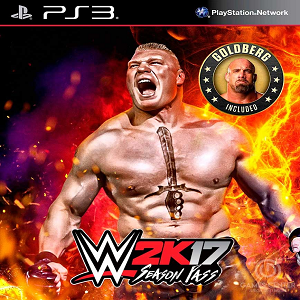 PS3
PlayStation®Network
GOLDBERG
INCLUDED
W 2K17
SEASON PASS